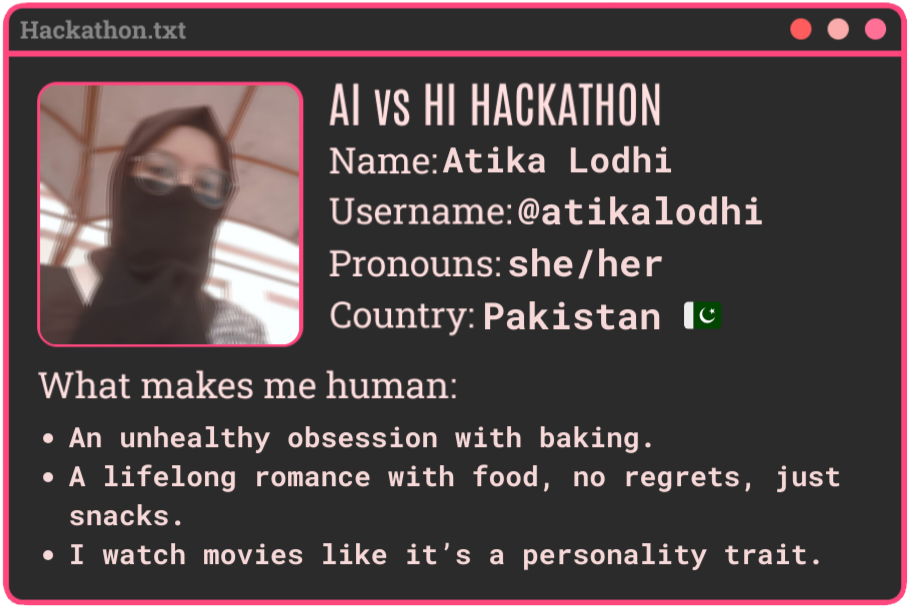 Hackathon.txt
AI vs HI HACKATHON
Name: Atika Lodhi
Username: @atikalodhi
Pronouns: she/her
Country: Pakistan 🇵🇰
What makes me human:
• An unhealthy obsession with baking.
• A lifelong romance with food, no regrets, just
snacks.
• I watch movies like it’s a personality trait.